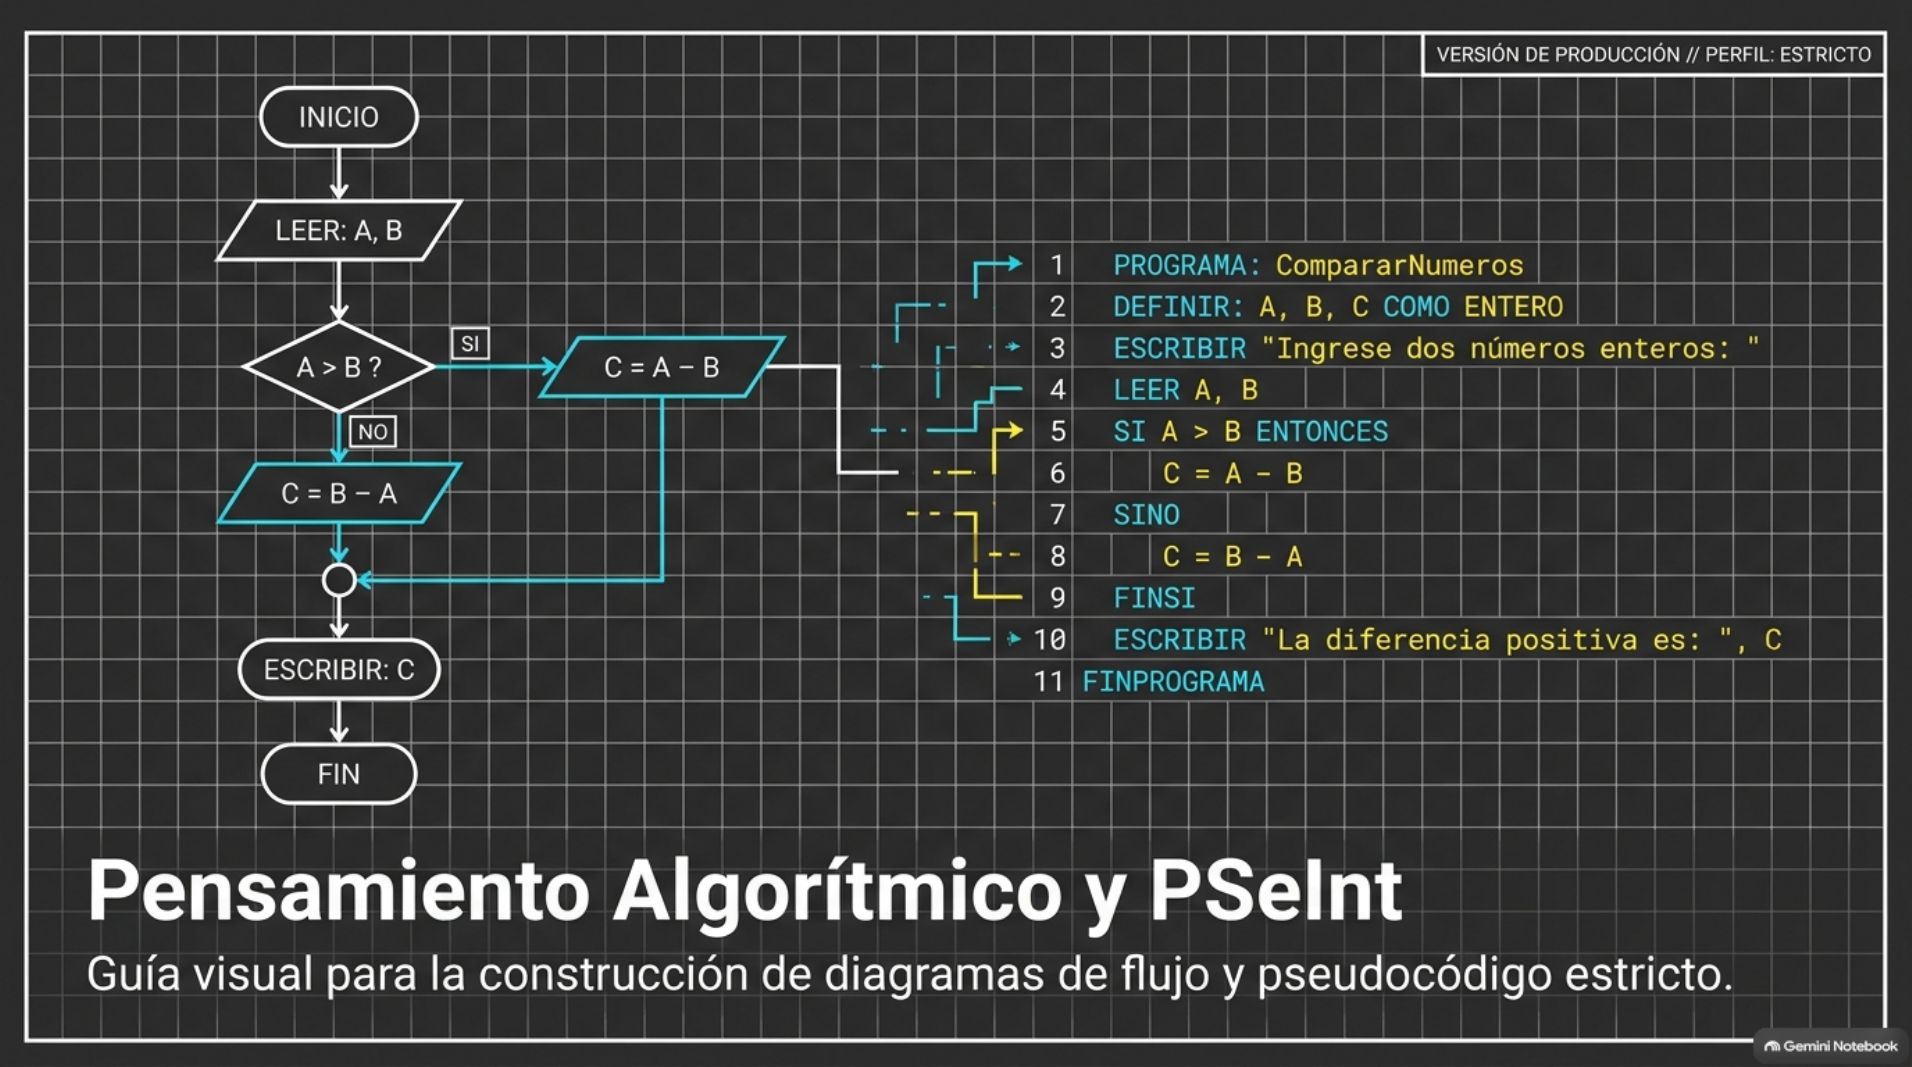 VERSIÓN DE PRODUCCIÓN // PERFIL: ESTRICTO
INICIO
LEER: A, B
A > B ?
SI
C = A – B
NO
C = B – A
ESCRIBIR: C
FIN
1 PROGRAMA: CompararNumeros
2 DEFINIR: A, B, C COMO ENTERO
3 ESCRIBIR "Ingrese dos números enteros: "
4 LEER A, B
5 SI A > B ENTONCES
6 C = A – B
7 SINO
8 C = B – A
9 FINSI
10 ESCRIBIR "La diferencia positiva es: ", C
11 FINPROGRAMA
Pensamiento Algorítmico y PSeInt
Guía visual para la construcción de diagramas de flujo y pseudocódigo estricto.
Gemini Notebook